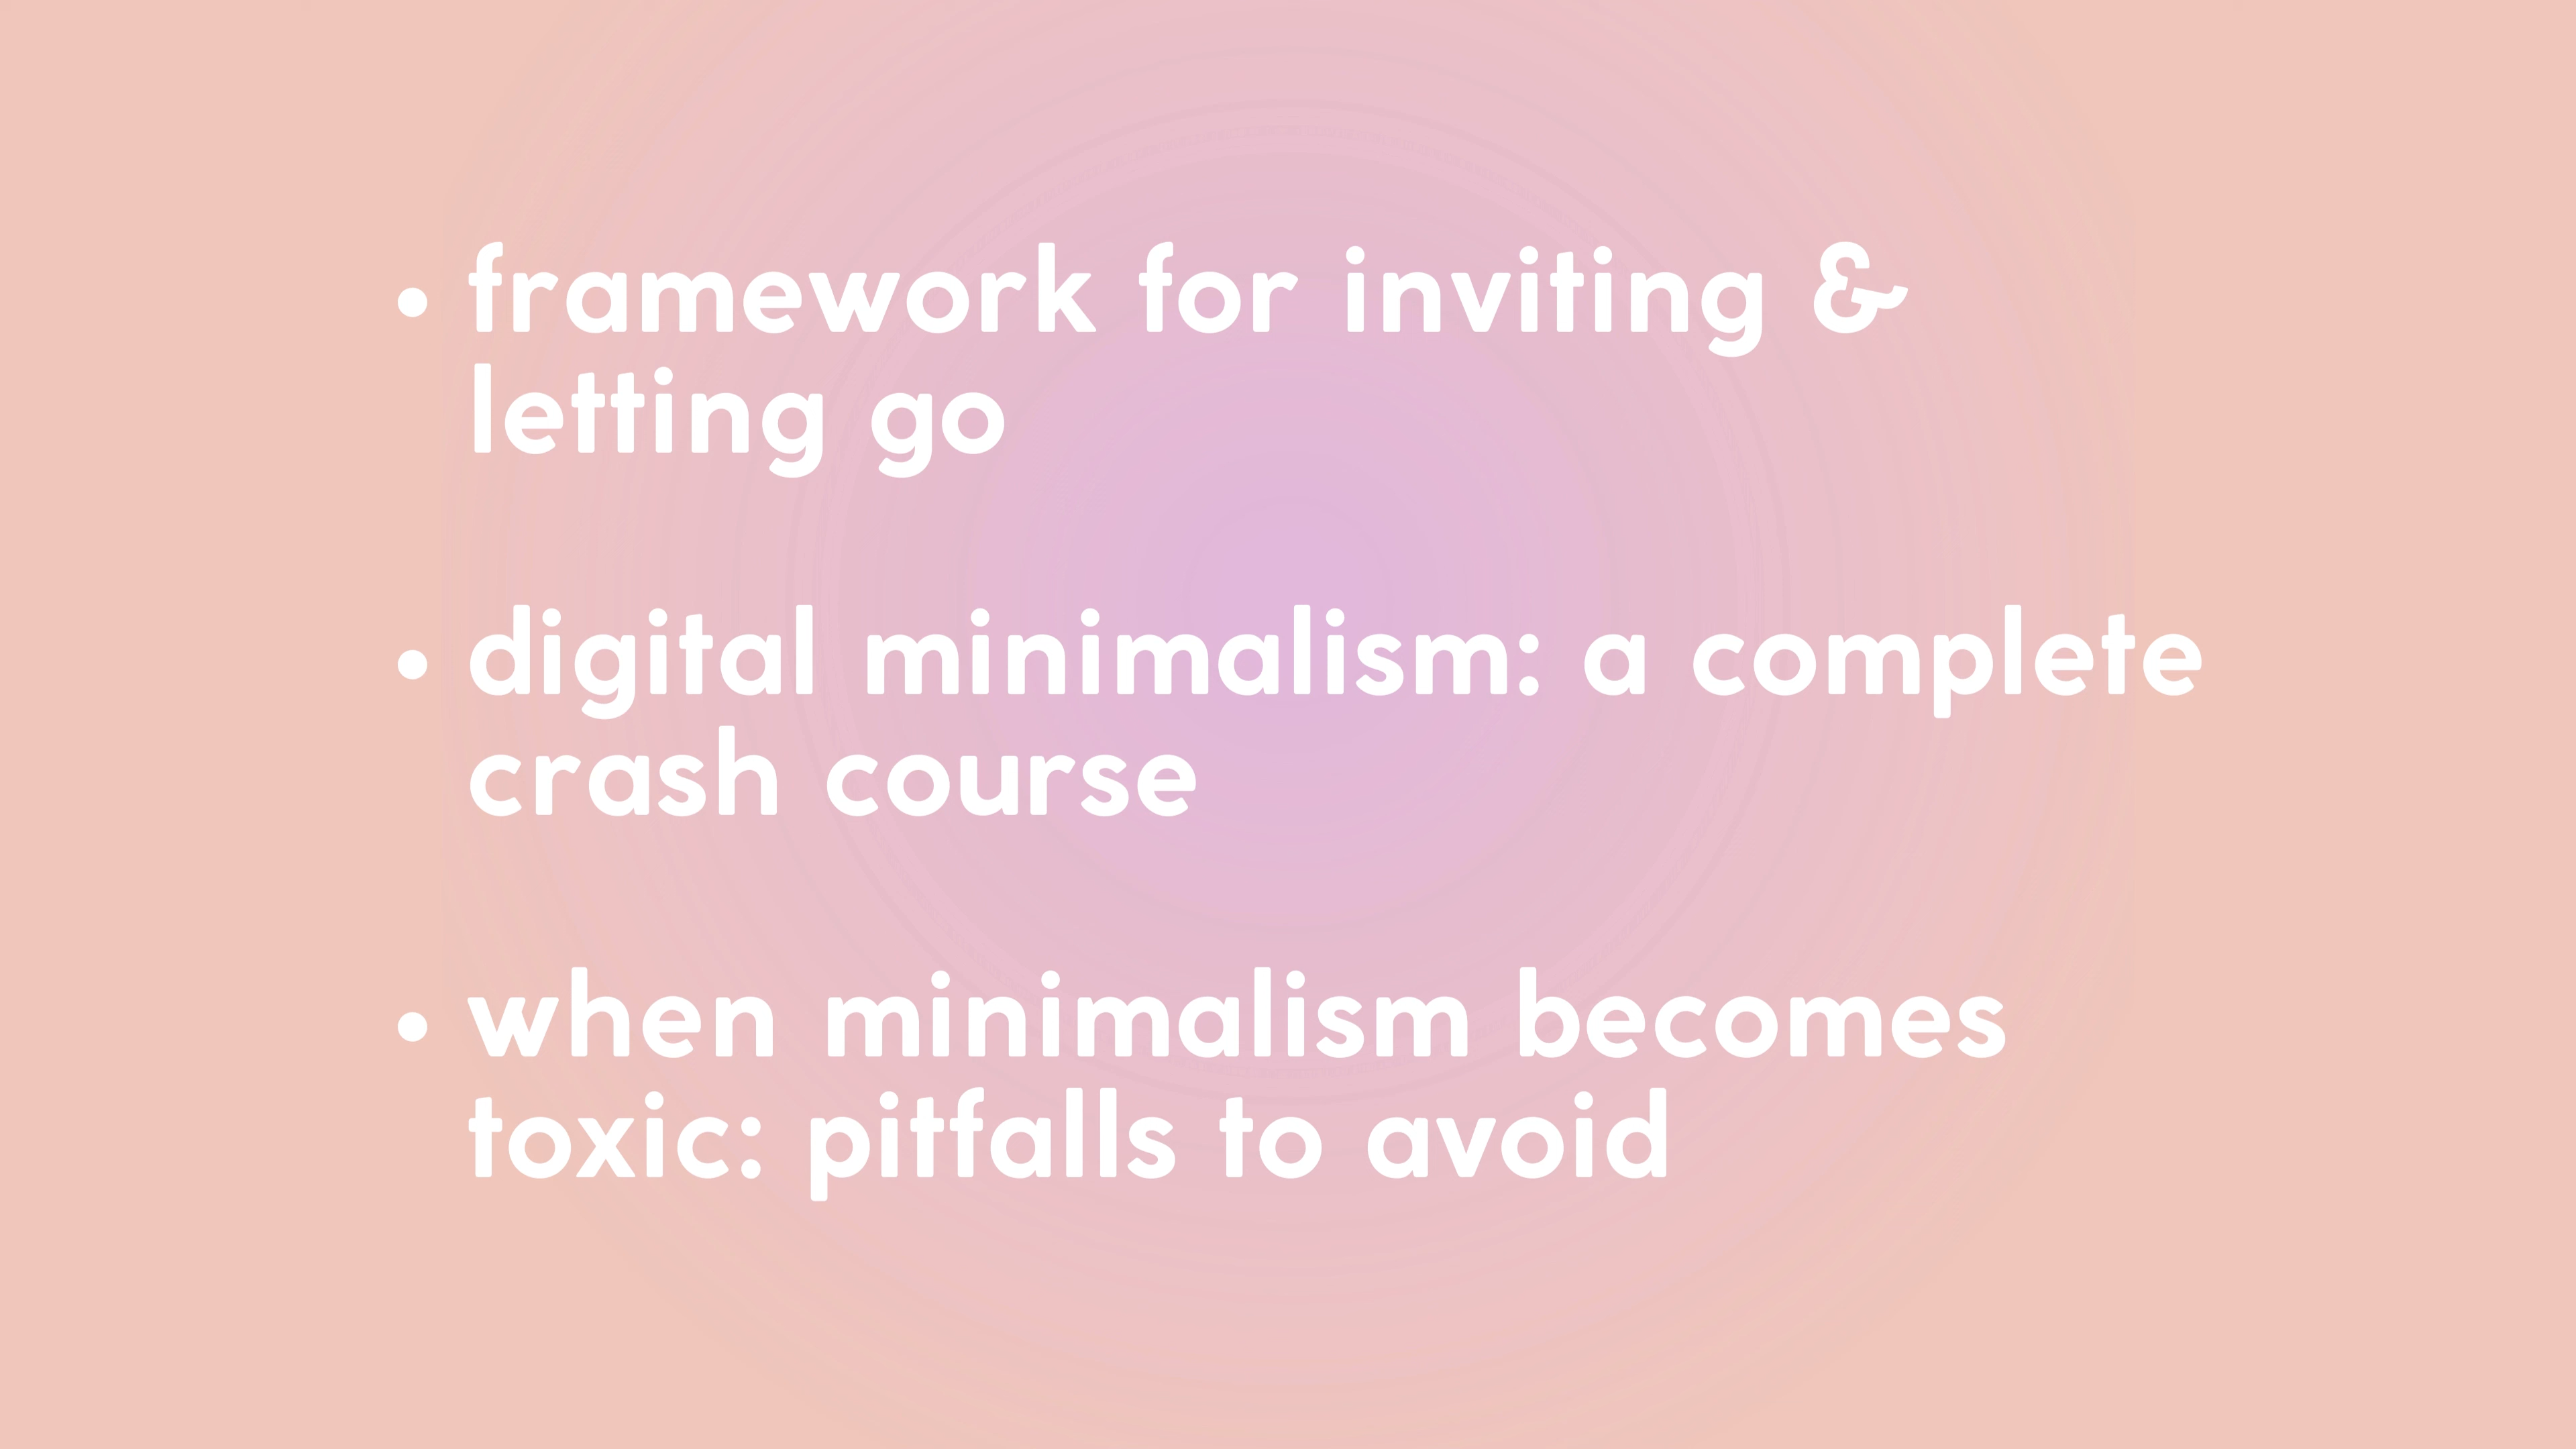 • framework for inviting &
letting go
• digital minimalism: a complete
crash course
• when minimalism becomes
toxic: pitfalls to avoid